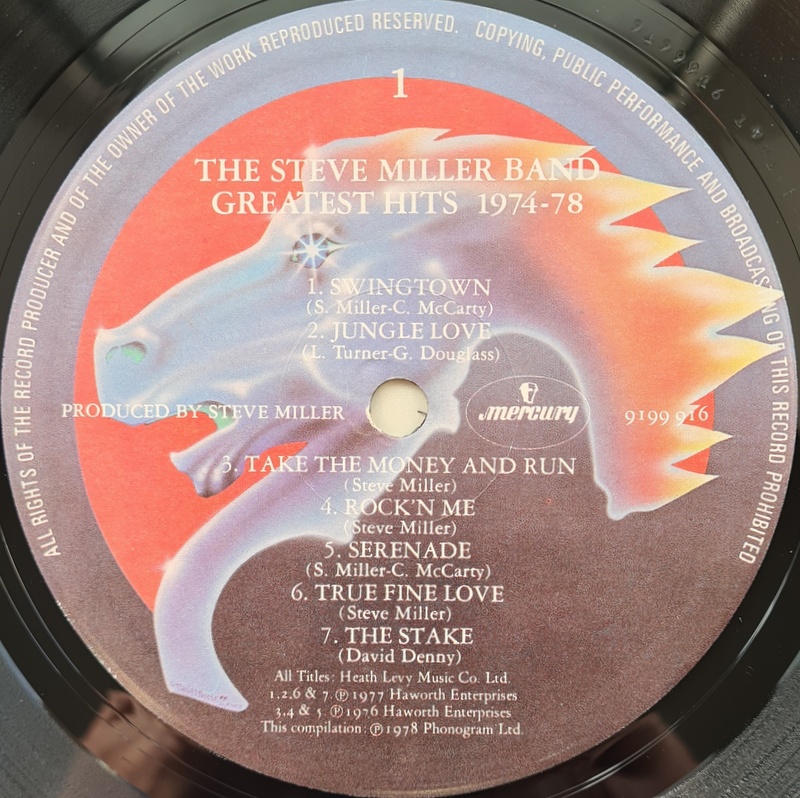 ALL RIGHTS OF THE RECORD PRODUCER AND OF THE OWNER OF THE WORK REPRODUCED RESERVED. COPYING, PUBLIC PERFORMANCE AND BROADCASTING OF THIS RECORD PROHIBITED
1
THE STEVE MILLER BAND
GREATEST HITS 1974-78
1. SWINGTOWN
(S. Miller-C. McCarty)
2. JUNGLE LOVE
(L. Turner-G. Douglass)
PRODUCED BY STEVE MILLER
mercury
9199 916
3. TAKE THE MONEY AND RUN
(Steve Miller)
4. ROCK'N ME
(Steve Miller)
5. SERENADE
(S. Miller-C. McCarty)
6. TRUE FINE LOVE
(Steve Miller)
7. THE STAKE
(David Denny)
All Titles: Heath Levy Music Co. Ltd.
1.2.6 & 7. ℗ 1977 Haworth Enterprises
3.4 & 5. ℗ 1976 Haworth Enterprises
This compilation: ℗ 1978 Phonogram Ltd.